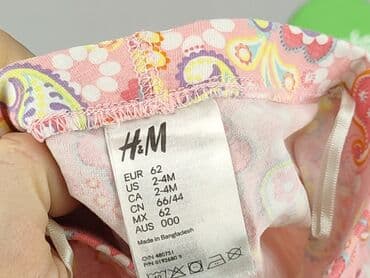 H&M
EUR 62
US 2-4M
CA 2-4M
CN 66/44
MX 62
AUS 000
Made in Bangladesh